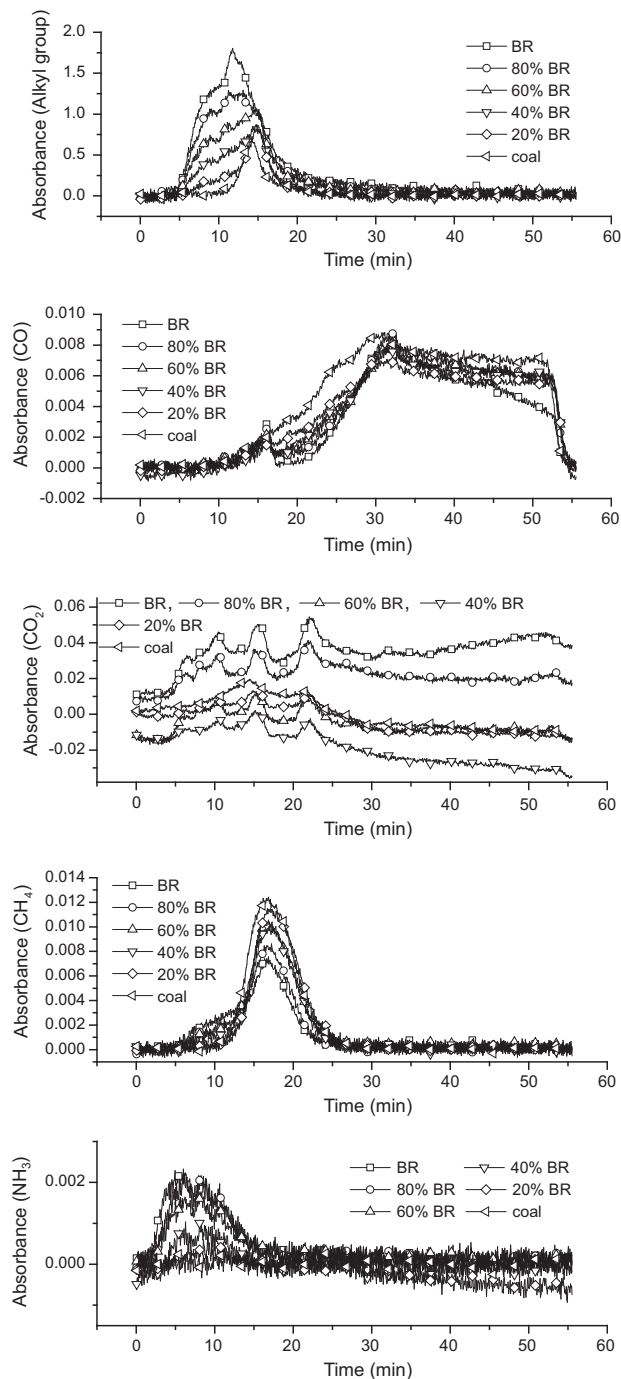 Absorbance (Alkyl group)
2.0
1.5
1.0
0.5
0.0
BR
80% BR
60% BR
40% BR
20% BR
coal
0 10 20 30 40 50 60
Time (min)
Absorbance (CO)
0.010
0.008
0.006
0.004
0.002
0.000
-0.002
BR
80% BR
60% BR
40% BR
20% BR
coal
0 10 20 30 40 50 60
Time (min)
Absorbance (CO₂)
0.06
0.04
0.02
0.00
-0.02
BR, 80% BR, 60% BR, 40% BR
20% BR
coal
0 10 20 30 40 50 60
Time (min)
Absorbance (CH₄)
0.014
0.012
0.010
0.008
0.006
0.004
0.002
0.000
BR
80% BR
60% BR
40% BR
20% BR
coal
0 10 20 30 40 50 60
Time (min)
Absorbance (NH₃)
0.002
0.000
BR 40% BR
80% BR 20% BR
60% BR coal
0 10 20 30 40 50 60
Time (min)